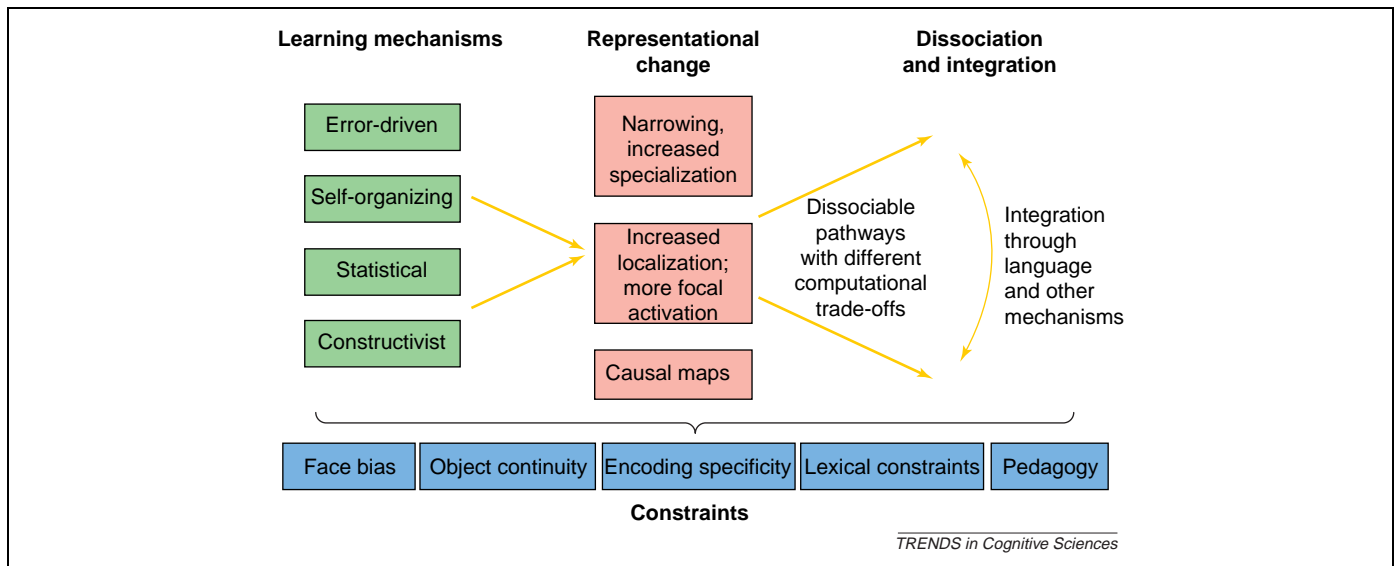 Learning mechanisms
Representational
change
Dissociation
and integration
Error-driven
Self-organizing
Statistical
Constructivist
Narrowing,
increased
specialization
Increased
localization;
more focal
activation
Causal maps
Dissociable
pathways
with different
computational
trade-offs
Integration
through
language
and other
mechanisms
Face bias
Object continuity
Encoding specificity
Lexical constraints
Pedagogy
Constraints
TRENDS in Cognitive Sciences